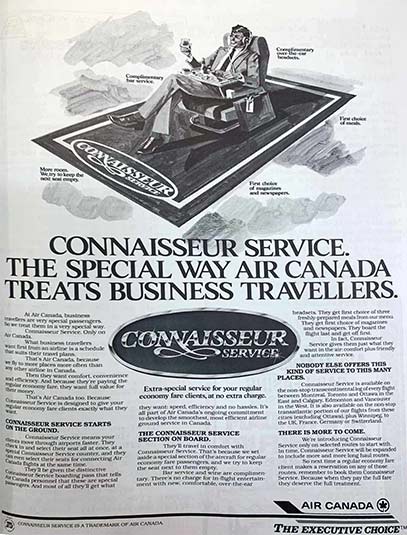 Complimentary
over-the-ear
headsets.
Complimentary
bar service.
First choice
of meals.
More room.
We try to keep the
next seat empty.
First choice
of magazines
and newspapers.
CONNAISSEUR
SERVICE
CONNAISSEUR SERVICE.
THE SPECIAL WAY AIR CANADA
TREATS BUSINESS TRAVELLERS.
At Air Canada, business
travellers are very special passengers.
So we treat them in a very special way.
Connaisseur Service. Only on
Air Canada.
What business travellers
want first from an airline is a schedule
that suits their travel plans.
That's Air Canada, because
we fly to more places more often than
any other airline in Canada.
Then they want comfort, convenience
and efficiency. And because they're paying the
regular economy fare, they want full value for
their money.
That's Air Canada too. Because
Connaisseur Service is designed to give your
regular economy fare clients exactly what they
want.
CONNAISSEUR SERVICE STARTS
ON THE GROUND.
Connaisseur Service means your
clients move through airports faster. They
check in and select their seat all at once, at a
special Connaisseur Service counter, and they
can even select their seats for connecting Air
Canada flights at the same time.
They'll be given the distinctive
Connaisseur Service boarding pass that tells
Air Canada personnel that these are special
passengers. And most of all they'll get what
CONNAISSEUR
SERVICE
Extra-special service for your regular
economy fare clients, at no extra charge.
they want: speed, efficiency and no hassles. It's
all part of Air Canada's ongoing commitment
to develop the smoothest, most efficient airline
ground service in Canada.
THE CONNAISSEUR SERVICE
SECTION ON BOARD.
They'll travel in comfort with
Connaisseur Service. That's because we set
aside a special section of the aircraft for regular
economy fare passengers, and we try to keep
the seat next to them empty.
Bar service and wine are complimen-
tary. There's no charge for in-flight entertain-
ment with new, comfortable, over-the-ear
headsets. They get first choice of three
freshly-prepared meals from our menu.
They get first choice of magazines
and newspapers. They board the
flight last and get off first.
In fact, Connaisseur
Service gives them just what they
want in the air: speed plus friendly
and attentive service.
NOBODY ELSE OFFERS THIS
KIND OF SERVICE TO THIS MANY
PLACES.
Connaisseur Service is available on
the non-stop transcontinental leg of every flight
between Montreal, Toronto and Ottawa in the
East and Calgary, Edmonton and Vancouver
in the West. It is also available on the non-stop
transatlantic portion of our flights from these
cities (excluding Ottawa), plus Winnipeg, to
the UK, France, Germany or Switzerland.
THERE IS MORE TO COME.
We're introducing Connaisseur
Service only on selected routes to start with.
In time, Connaisseur Service will be expanded
to include more and more long haul routes.
So next time a regular economy fare
client makes a reservation on any of those
routes, remember to book them Connaisseur
Service. Because when they pay the full fare
they deserve the full treatment.
AIR CANADA
THE EXECUTIVE CHOICE
CONNAISSEUR SERVICE IS A TRADEMARK OF AIR CANADA.